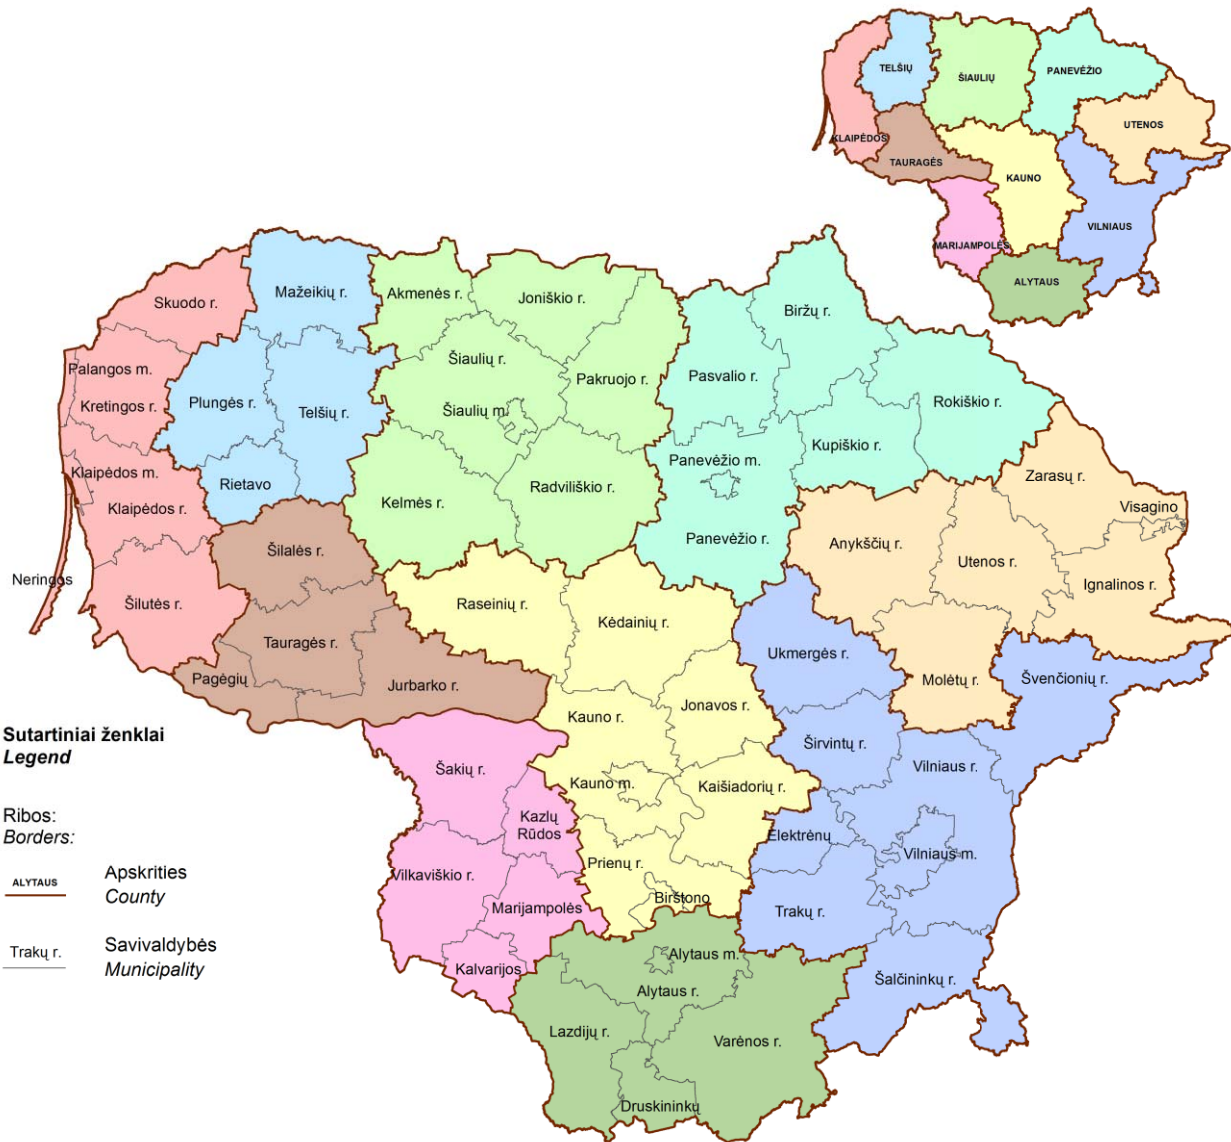 TELŠIŲ
ŠIAULIŲ
PANEVĖŽIO
UTENOS
KLAIPĖDOS
TAURAGĖS
KAUNO
VILNIAUS
MARIJAMPOLĖS
ALYTAUS
Skuodo r.
Mažeikių r.
Akmenės r.
Joniškio r.
Biržų r.
Palangos m.
Kretingos r.
Plungės r.
Telšių r.
Šiaulių r.
Šiaulių m.
Pakruojo r.
Pasvalio r.
Rokiškio r.
Kupiškio r.
Klaipėdos m.
Klaipėdos r.
Rietavo
Kelmės r.
Radviliškio r.
Panevėžio m.
Panevėžio r.
Zarasų r.
Visagino
Anykščių r.
Utenos r.
Ignalinos r.
Neringos
Šilutės r.
Šilalės r.
Raseinių r.
Kėdainių r.
Tauragės r.
Pagėgių
Jurbarko r.
Ukmergės r.
Molėtų r.
Švenčionių r.
Kauno r.
Jonavos r.
Širvintų r.
Vilniaus r.
Šakių r.
Kauno m.
Kaišiadorių r.
Kazlų
Rūdos
Elektrėnų
Vilniaus m.
Vilkaviškio r.
Prienų r.
Birštono
Marijampolės
Trakų r.
Kalvarijos
Alytaus m.
Alytaus r.
Šalčininkų r.
Lazdijų r.
Varėnos r.
Druskininkų
Sutartiniai ženklai
Legend
Ribos:
Borders:
ALYTAUS
Apskrities
County
Trakų r.
Savivaldybės
Municipality